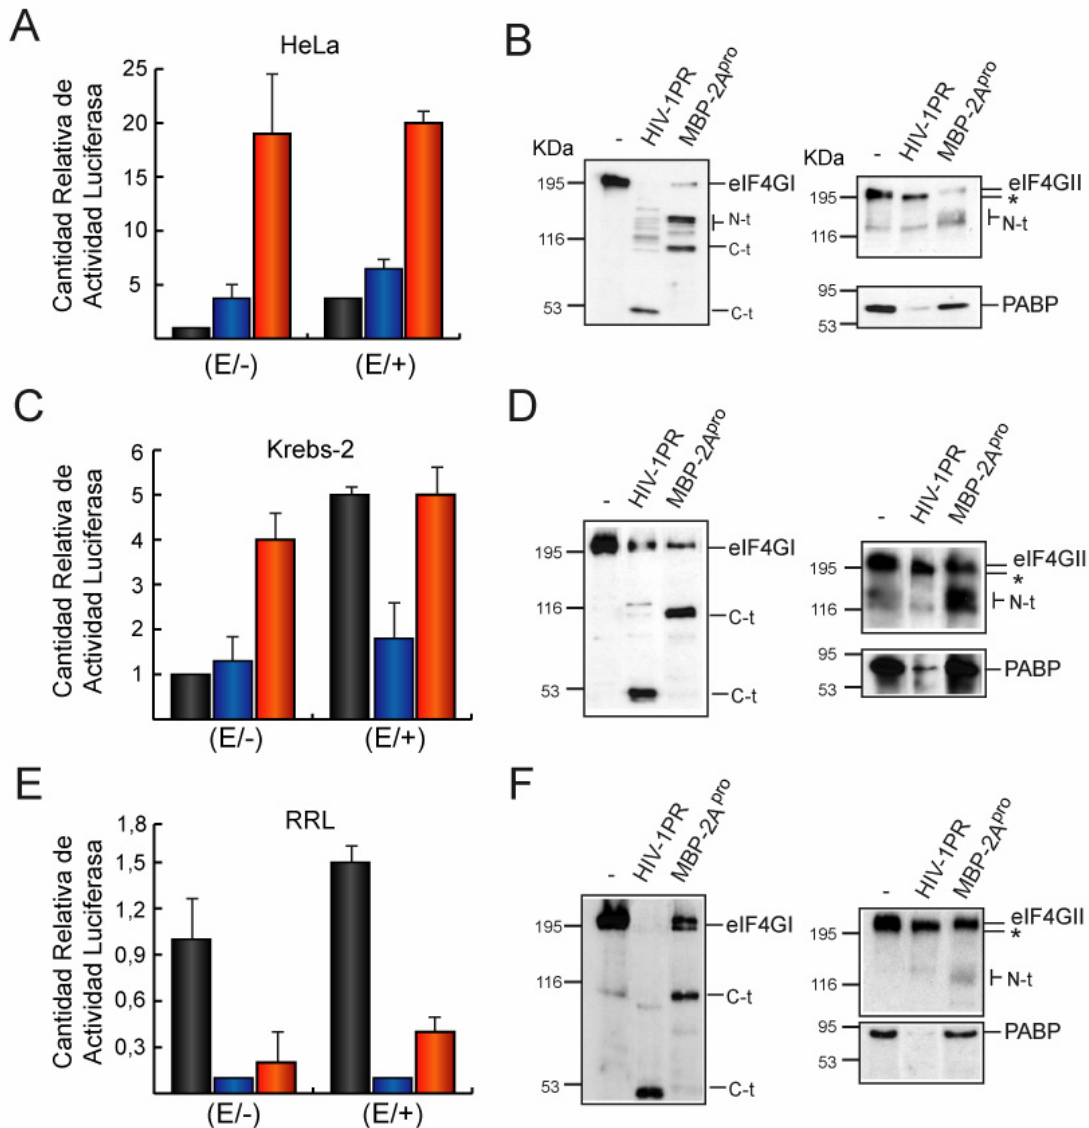 A
HeLa
Cantidad Relativa de
Actividad Luciferasa
25
20
15
10
5
(E/-)
(E/+)
B
KDa
-
HIV-1PR
MBP-2Apro
195
116
53
eIF4GI
N-t
C-t
C-t
KDa
-
HIV-1PR
MBP-2Apro
195
116
eIF4GII
*
N-t
95
53
PABP
C
Krebs-2
Cantidad Relativa de
Actividad Luciferasa
6
5
4
3
2
1
(E/-)
(E/+)
D
-
HIV-1PR
MBP-2Apro
195
116
53
eIF4GI
C-t
C-t
-
HIV-1PR
MBP-2Apro
195
116
eIF4GII
*
N-t
95
53
PABP
E
RRL
Cantidad Relativa de
Actividad Luciferasa
1,8
1,5
1,2
0,9
0,6
0,3
(E/-)
(E/+)
F
-
HIV-1PR
MBP-2Apro
195
116
53
eIF4GI
C-t
C-t
-
HIV-1PR
MBP-2Apro
195
116
eIF4GII
*
N-t
95
53
PABP